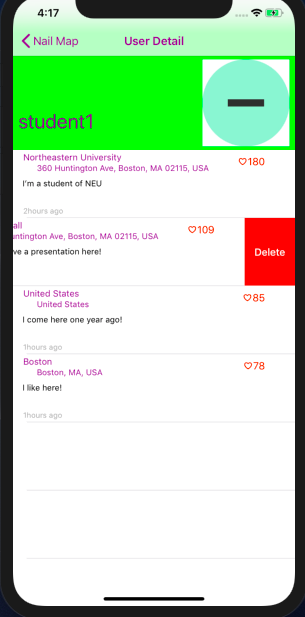 4:17
Nail Map
User Detail
student1
Northeastern University
360 Huntington Ave, Boston, MA 02115, USA
180
I'm a student of NEU
2hours ago
all
untington Ave, Boston, MA 02115, USA
109
ve a presentation here!
Delete
United States
United States
85
I come here one year ago!
1hours ago
Boston
Boston, MA, USA
78
I like here!
1hours ago